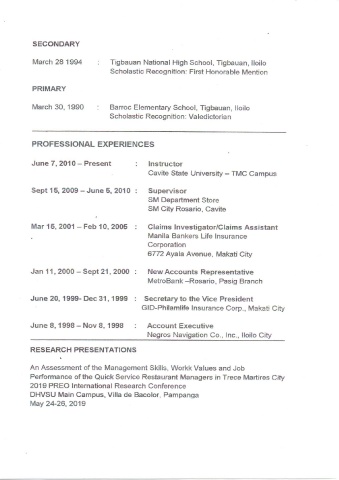 SECONDARY
March 28 1994 : Tigbauan National High School, Tigbauan, Iloilo
Scholastic Recognition: First Honorable Mention
PRIMARY
March 30, 1990 : Barroc Elementary School, Tigbauan, Iloilo
Scholastic Recognition: Valedictorian
PROFESSIONAL EXPERIENCES
June 7, 2010 – Present : Instructor
Cavite State University – TMC Campus
Sept 15, 2009 – June 6, 2010 : Supervisor
SM Department Store
SM City Rosario, Cavite
Mar 15, 2001 – Feb 10, 2006 : Claims Investigator/Claims Assistant
Manila Bankers Life Insurance
Corporation
6772 Ayala Avenue, Makati City
Jan 11, 2000 – Sept 21, 2000 : New Accounts Representative
MetroBank –Rosario, Pasig Branch
June 20, 1999- Dec 31, 1999 : Secretary to the Vice President
GID-Philamlife Insurance Corp., Makati City
June 8, 1998 – Nov 8, 1998 : Account Executive
Negros Navigation Co., Inc., Iloilo City
RESEARCH PRESENTATIONS
An Assessment of the Management Skills, Workk Values and Job
Performance of the Quick Service Restaurant Managers in Trece Martires City
2019 PREO International Research Conference
DHVSU Main Campus, Villa de Bacolor, Pampanga
May 24-26, 2019